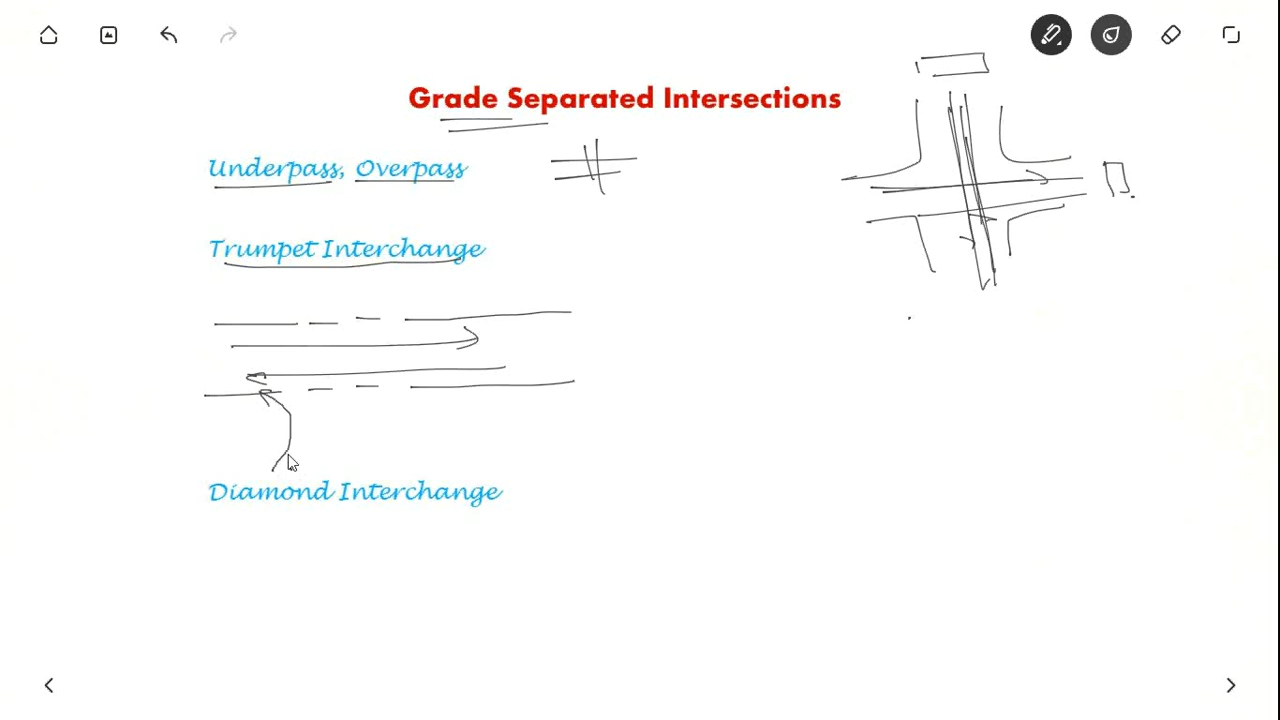 Grade Separated Intersections
Underpass, Overpass
Trumpet Interchange
Diamond Interchange